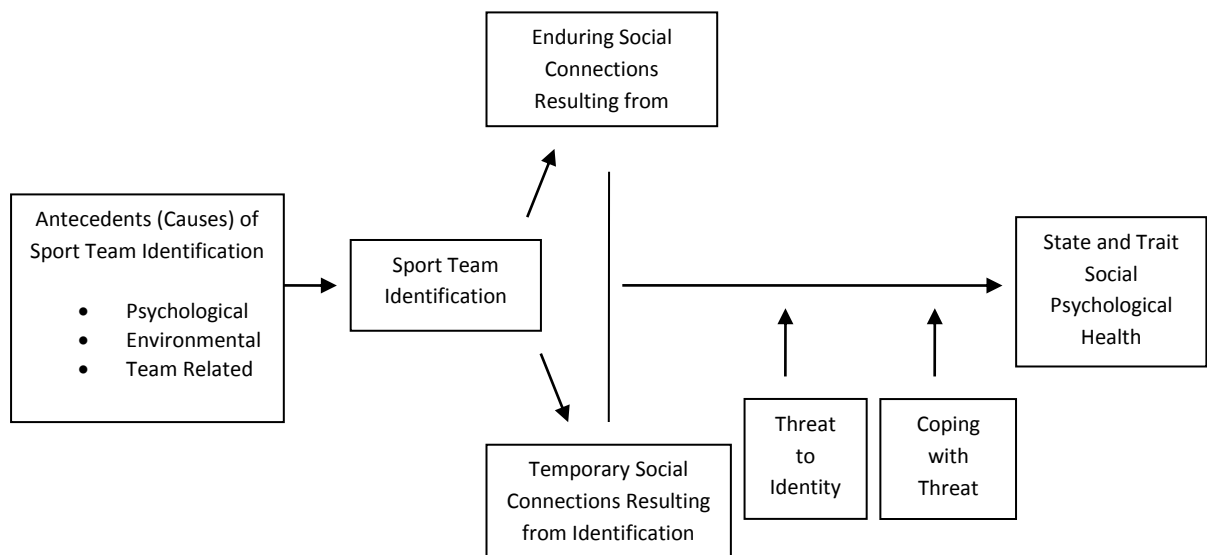 Enduring Social
Connections
Resulting from
Antecedents (Causes) of
Sport Team Identification
• Psychological
• Environmental
• Team Related
Sport Team
Identification
State and Trait
Social
Psychological
Health
Threat
to
Identity
Coping
with
Threat
Temporary Social
Connections Resulting
from Identification